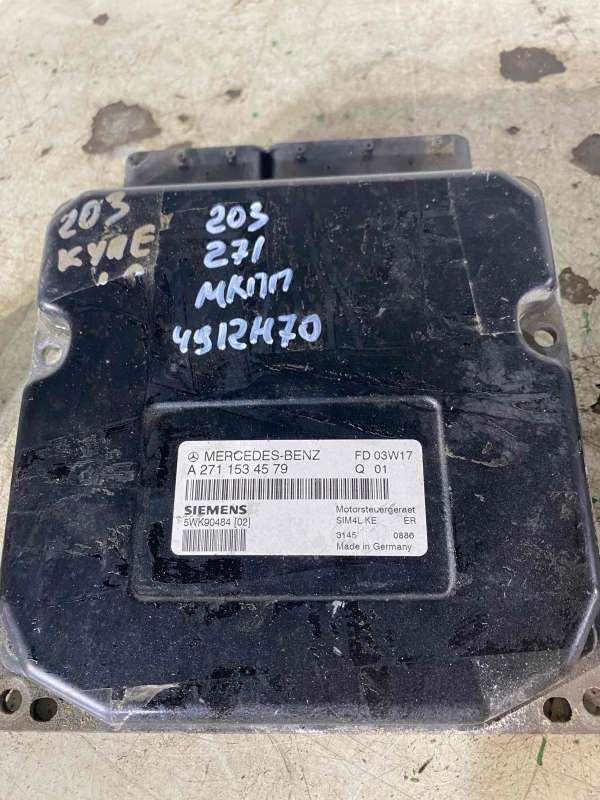 203
КУПЕ
203
271
МКПП
4912H70
MERCEDES-BENZ FD 03W17
A 271 153 45 79 Q 01
SIEMENS Motorsteuergeraet
5WK90484 [02] SIM4L KE ER
3145 0886
Made in Germany